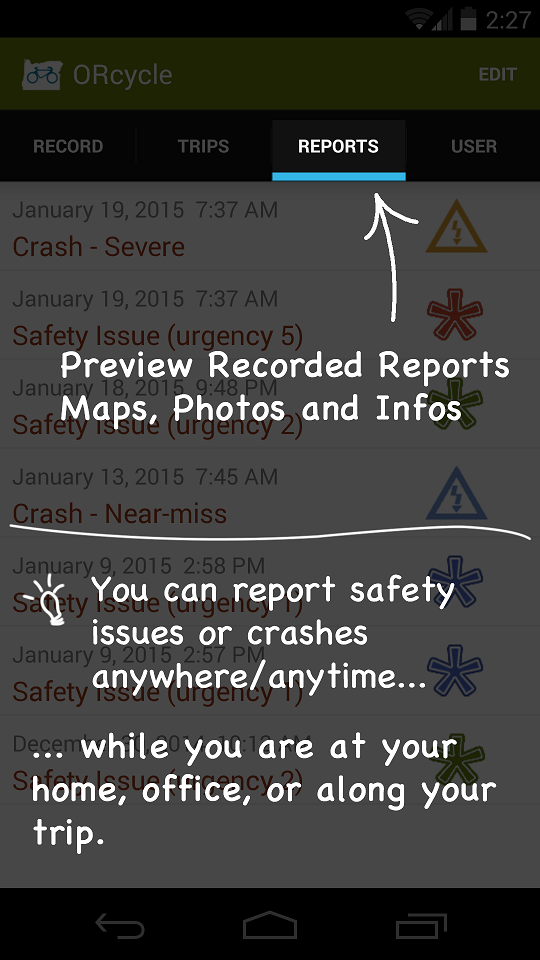 2:27
ORcycle
EDIT
RECORD TRIPS REPORTS USER
January 19, 2015 7:37 AM
Crash - Severe
January 19, 2015 7:37 AM
Safety Issue (urgency 5)
Preview Recorded Reports
January 18, 2015 9:48 PM
Maps, Photos and Infos
Safety Issue (urgency 2)
January 13, 2015 7:45 AM
Crash - Near-miss
January 9, 2015 2:58 PM
You can report safety
Safety Issue (urgency 1)
issues or crashes
January 9, 2015 2:57 PM
anywhere/anytime...
Safety Issue (urgency 1)
... while you are at your
December 2014 AM
home, office, or along your
Safety Issue (urgency 2)
trip.